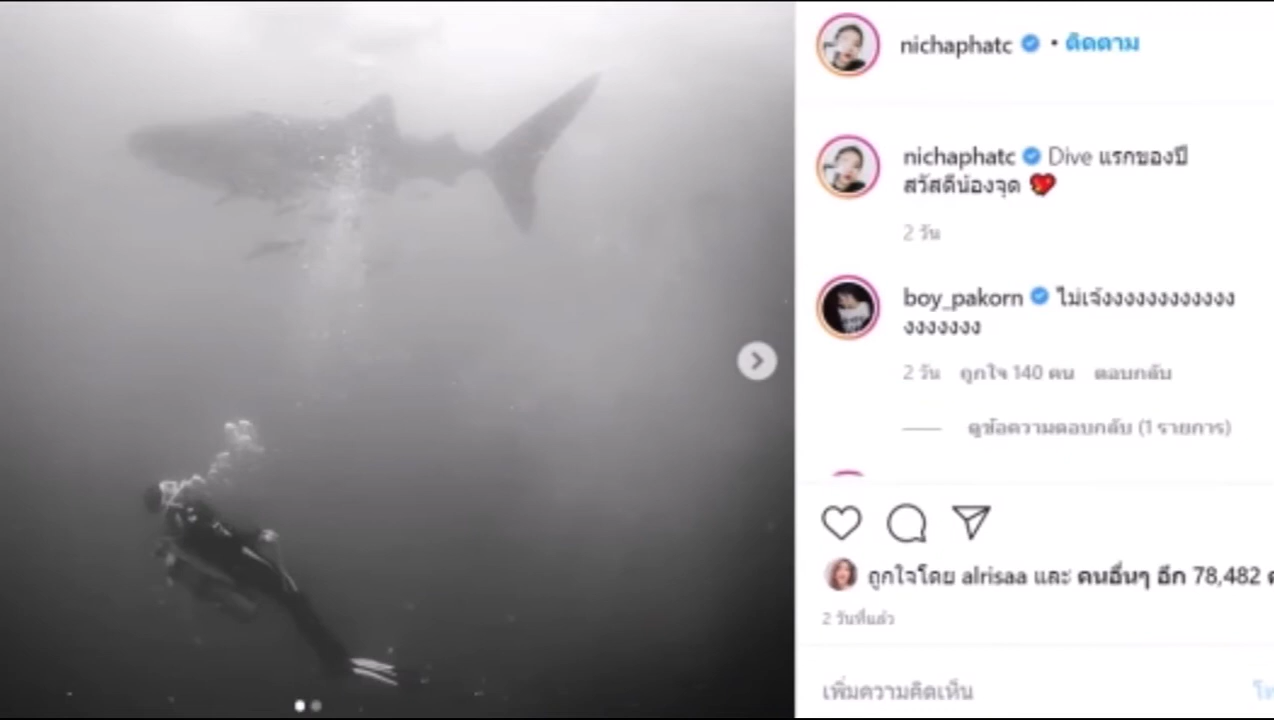 nichaphatc • ติดตาม
nichaphatc Dive แรกของปี
สวัสดีน้องจุด
2 วัน
boy_pakorn ไม่เจ้งงงงงงงงงงงง
งงงงงงง
2 วัน ถูกใจ 140 คน ตอบกลับ
ดูข้อความตอบกลับ (1 รายการ)
ถูกใจโดย alrisaa และ คนอื่นๆ อีก 78,482
2 วันที่แล้ว
เพิ่มความคิดเห็น